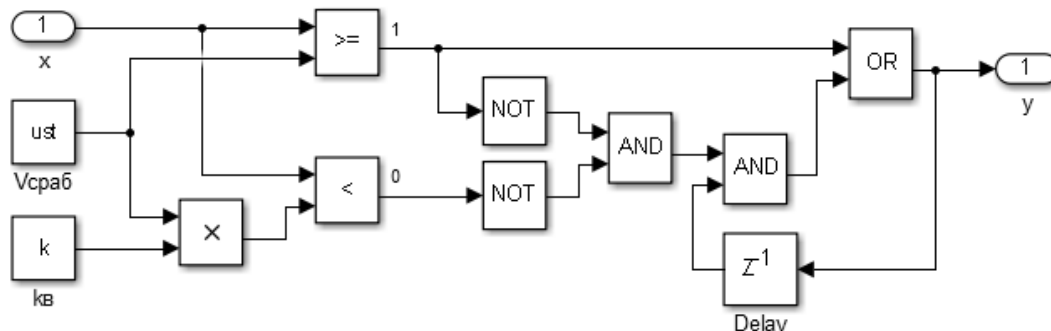 1
x
>=
1
ust
Vсраб
NOT
AND
OR
1
y
k
kв
×
<
0
NOT
AND
Z-1
Delay